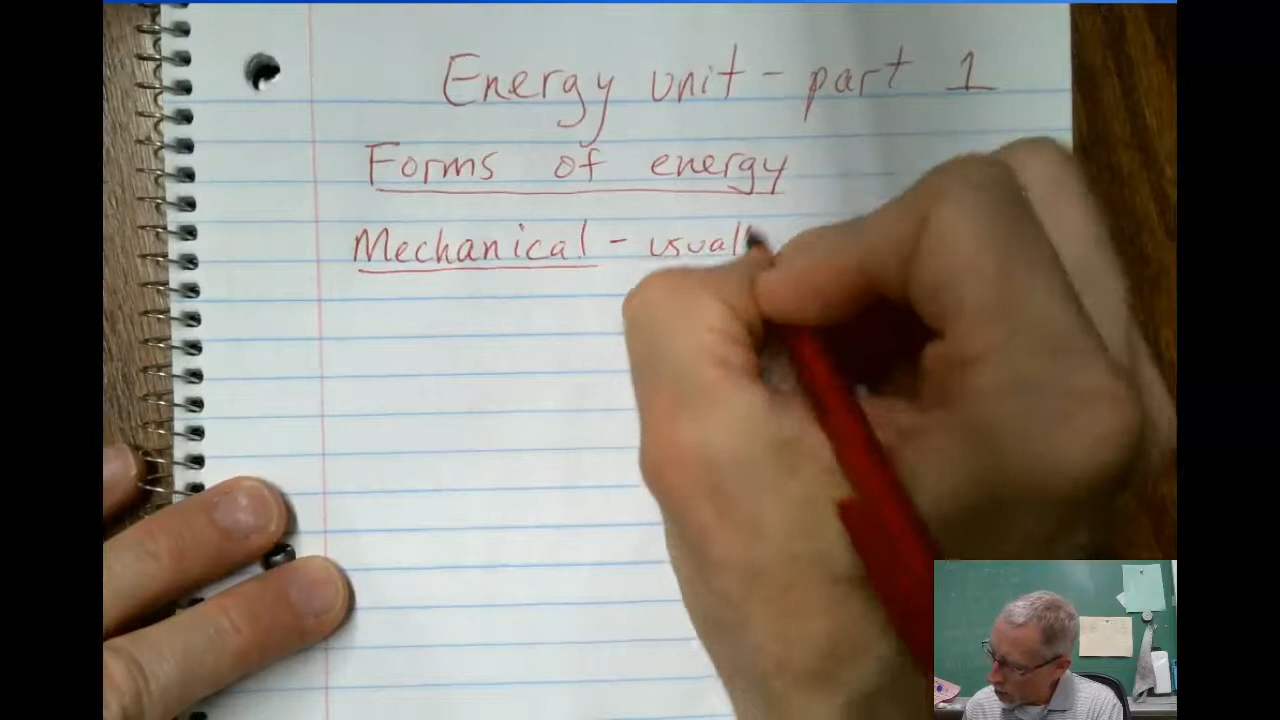 Energy unit - part 1
Forms of energy
Mechanical - usuall